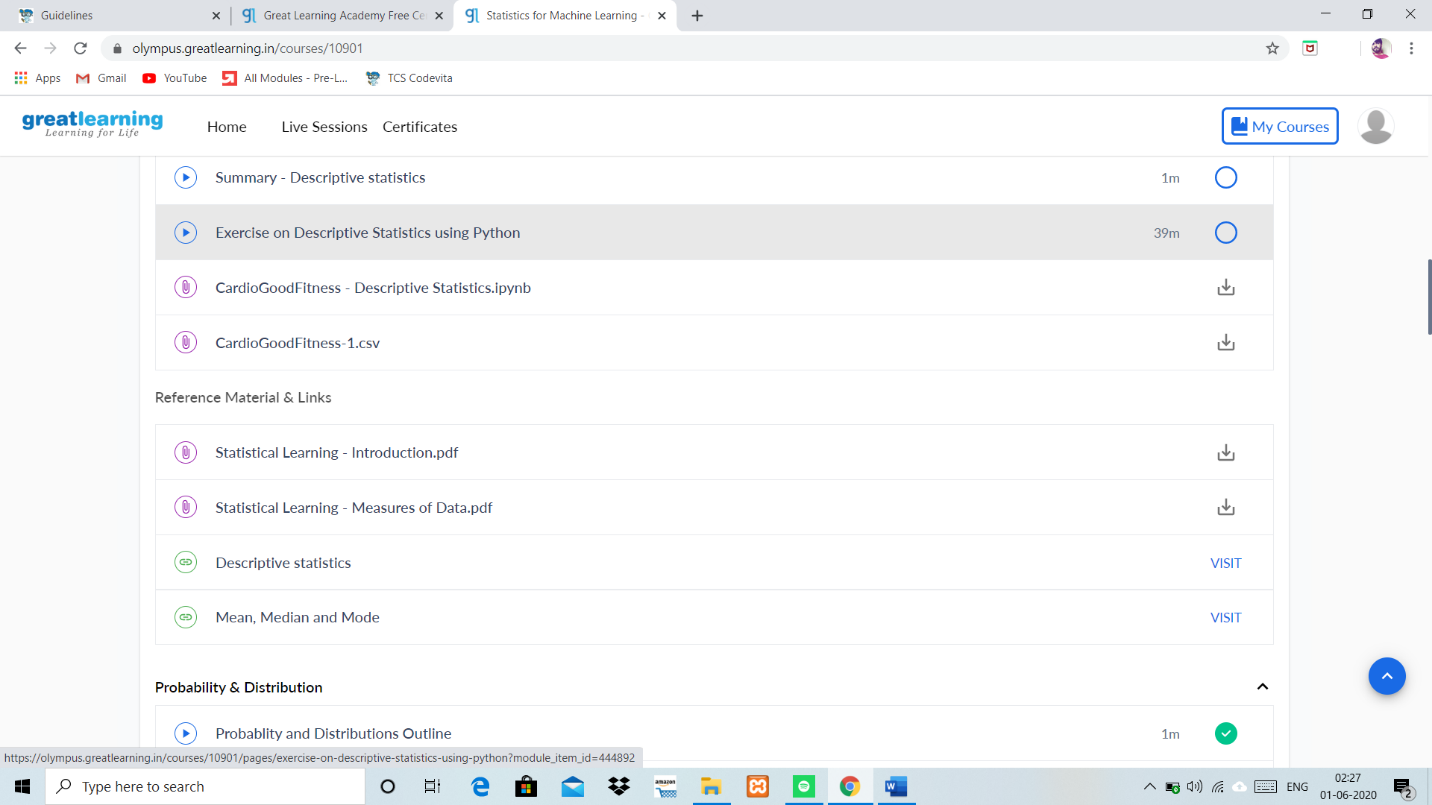 Guidelines
Great Learning Academy Free Ce
Statistics for Machine Learning -
olympus.greatlearning.in/courses/10901
Apps
Gmail
YouTube
All Modules - Pre-L...
TCS Codevita
greatlearning
Learning for Life
Home
Live Sessions
Certificates
My Courses
Summary - Descriptive statistics
1m
Exercise on Descriptive Statistics using Python
39m
CardioGoodFitness - Descriptive Statistics.ipynb
CardioGoodFitness-1.csv
Reference Material & Links
Statistical Learning - Introduction.pdf
Statistical Learning - Measures of Data.pdf
Descriptive statistics
VISIT
Mean, Median and Mode
VISIT
Probability & Distribution
Probablity and Distributions Outline
1m
https://olympus.greatlearning.in/courses/10901/pages/exercise-on-descriptive-statistics-using-python?module_item_id=444892
Type here to search
amazon
ENG
02:27
01-06-2020
2